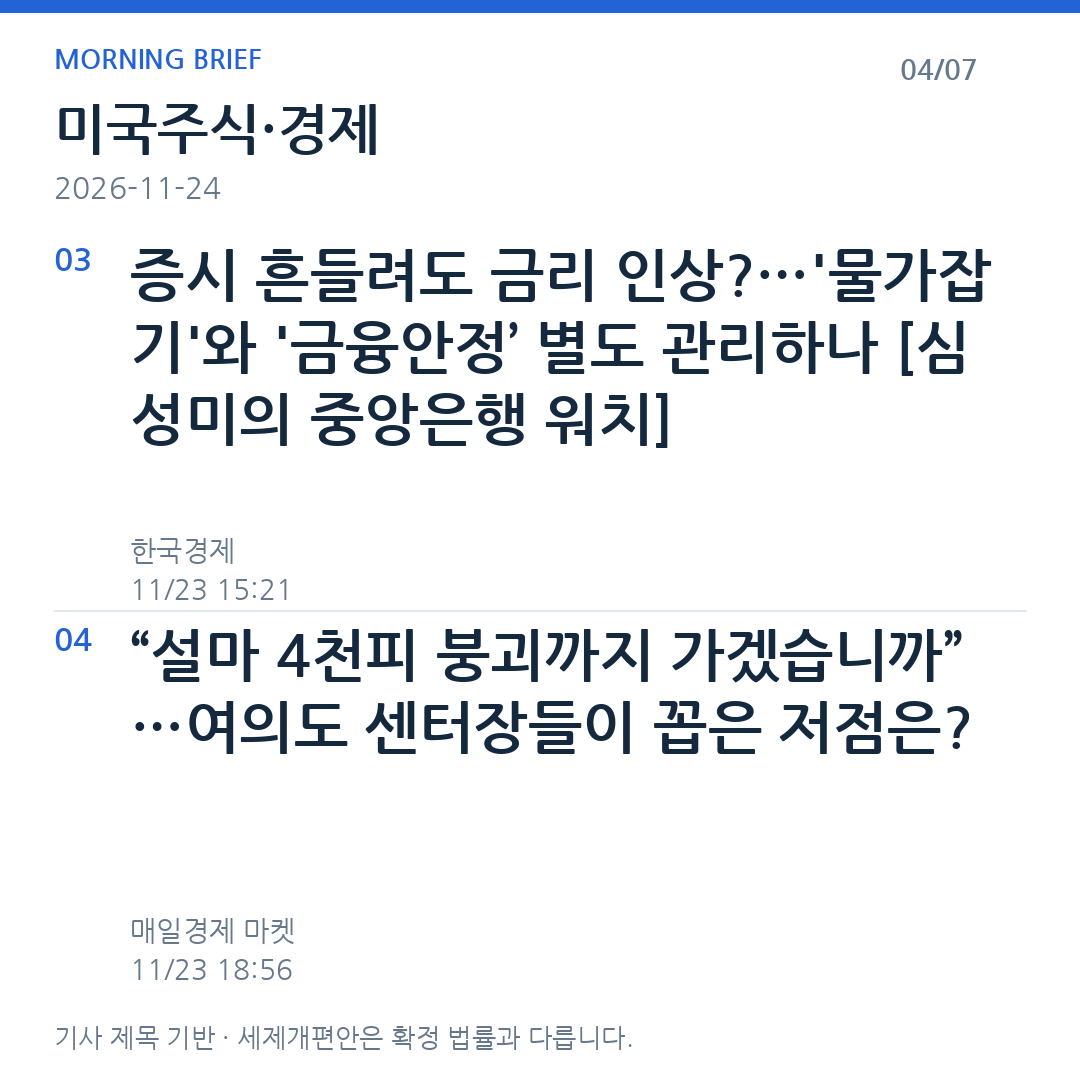 MORNING BRIEF
04/07
미국주식·경제
2026-11-24
03
증시 흔들려도 금리 인상?…'물가잡
기'와 '금융안정’ 별도 관리하나 [심
성미의 중앙은행 워치]
한국경제
11/23 15:21
04
“설마 4천피 붕괴까지 가겠습니까”
…여의도 센터장들이 꼽은 저점은?
매일경제 마켓
11/23 18:56
기사 제목 기반 · 세제개편안은 확정 법률과 다릅니다.